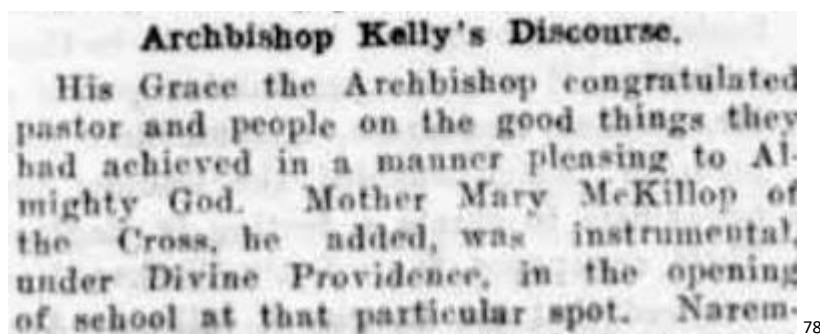 Archbishop Kelly's Discourse.
His Grace the Archbishop congratulated
pastor and people on the good things they
had achieved in a manner pleasing to Al-
mighty God. Mother Mary McKillop of
the Cross, he added, was instrumental,
under Divine Providence, in the opening
of school at that particular spot. Narem-
78